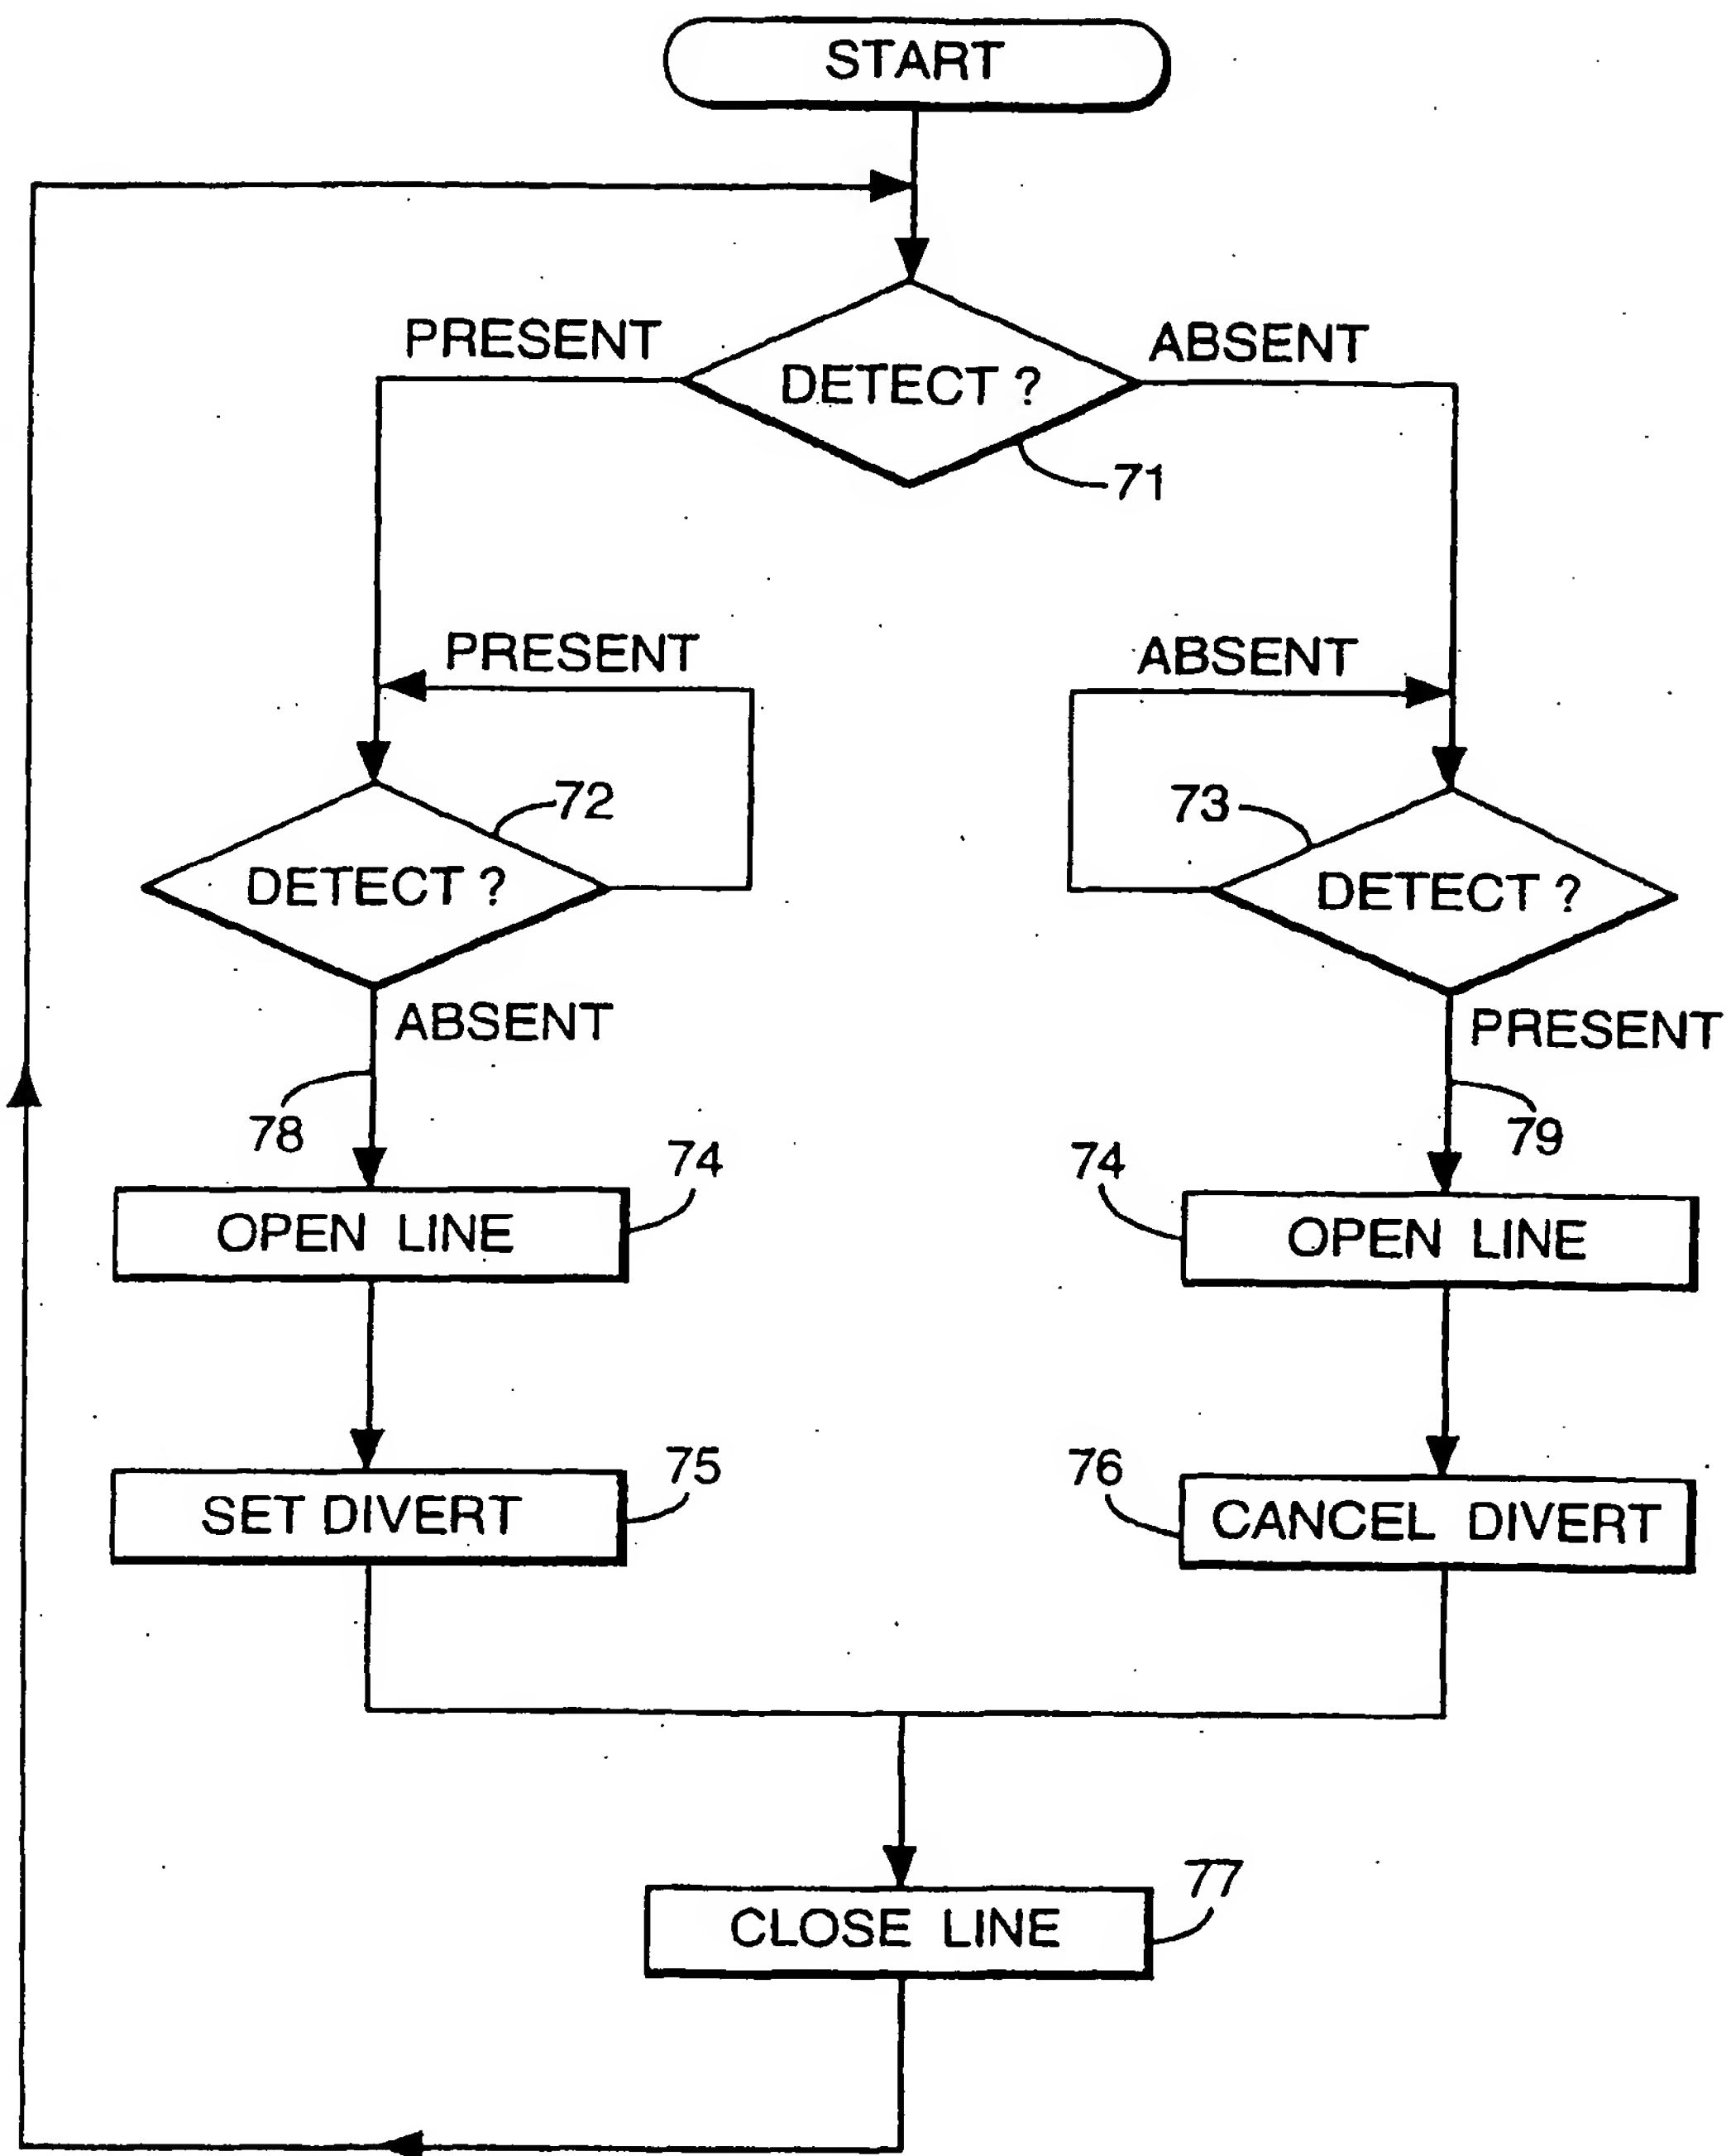 START
PRESENT
ABSENT
DETECT ?
71
PRESENT
ABSENT
72
73
DETECT ?
DETECT ?
ABSENT
PRESENT
78
79
74
74
OPEN LINE
OPEN LINE
75
76
SET DIVERT
CANCEL DIVERT
77
CLOSE LINE